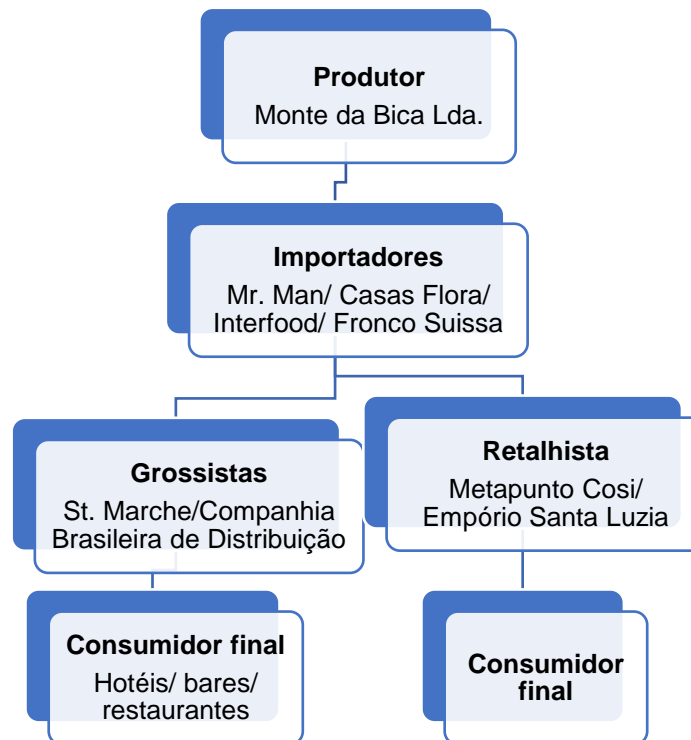 Produtor
Monte da Bica Lda.
Importadores
Mr. Man/ Casas Flora/
Interfood/ Fronco Suissa
Grossistas
St. Marche/Companhia
Brasileira de Distribuição
Retalhista
Metapunto Cosi/
Empório Santa Luzia
Consumidor final
Hotéis/ bares/
restaurantes
Consumidor
final